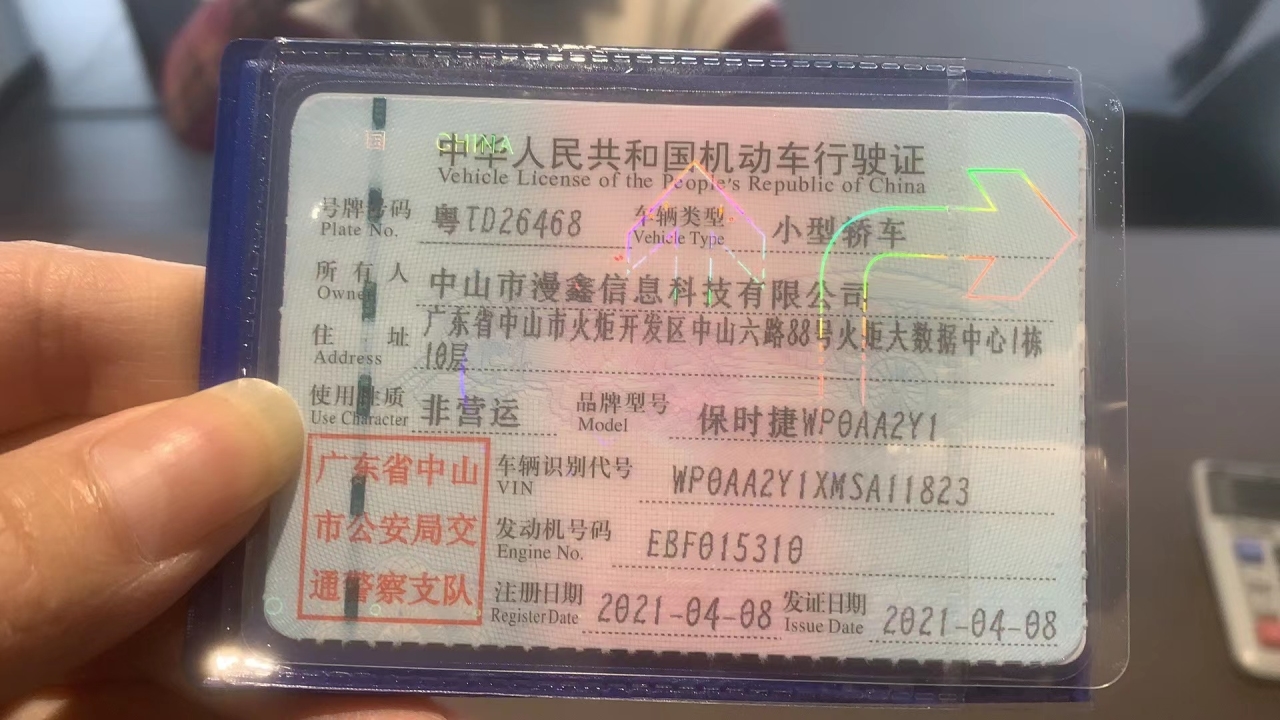 国 CHINA
中华人民共和国机动车行驶证
Vehicle License of the People's Republic of China
号牌号码 粤TD26468 车辆类型 小型轿车
Plate No. Vehicle Type
所有人 中山市漫鑫信息科技有限公司
Owner
住址 广东省中山市火炬开发区中山六路88号火炬大数据中心1栋
Address 10层
使用性质 非营运 品牌型号 保时捷WP0AA2Y1
Use Character Model
广东省中山
市公安局交
通警察支队
车辆识别代号 WP0AA2Y1XMSA11823
VIN
发动机号码 EBF015310
Engine No.
注册日期 2021-04-08 发证日期 2021-04-08
Register Date Issue Date